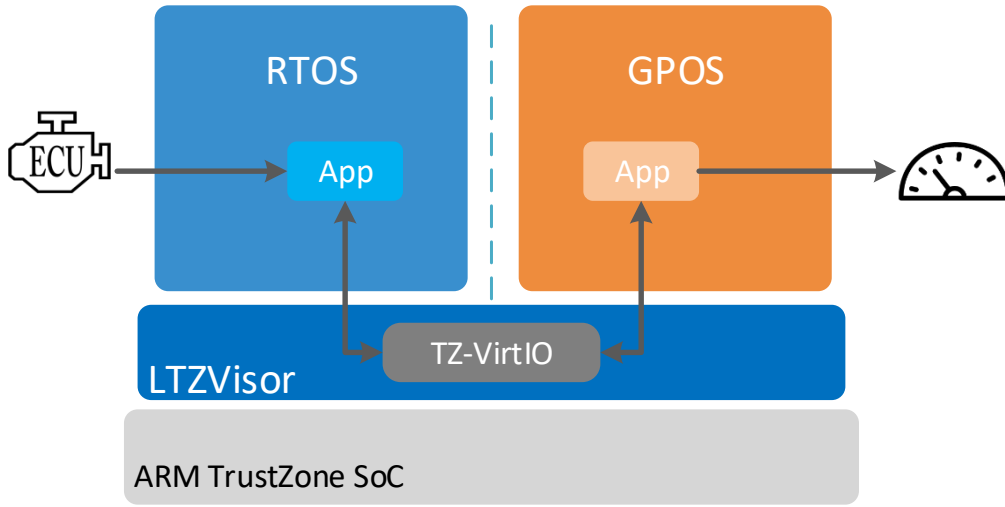 RTOS
GPOS
ECU
App
App
TZ-VirtIO
LTZVisor
ARM TrustZone SoC